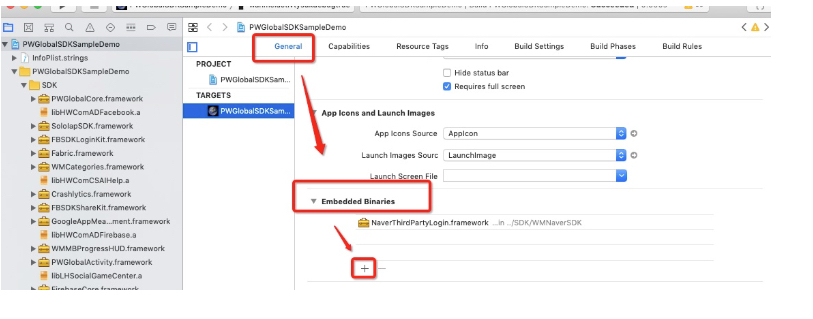 PWGlobalSDKSampleDemo
PWGlobalSDKSampleDemo
General
Capabilities
Resource Tags
Info
Build Settings
Build Phases
Build Rules
InfoPlist.strings
PWGlobalSDKSampleDemo
SDK
PWGlobalCore.framework
libHWComADFacebook.a
SololapSDK.framework
FBSDKLoginKit.framework
Fabric.framework
WMCategories.framework
libHWComCSAIHelp.a
Crashlytics.framework
FBSDKShareKit.framework
GoogleAppMea...ment.framework
libHWComADFirebase.a
WMMBProgressHUD.framework
PWGlobalActivity.framework
libLHSocialGameCenter.a
FirebaseCore.framework
PROJECT
PWGlobalSDKSam...
TARGETS
PWGlobalSDKSam...
Hide status bar
Requires full screen
App Icons and Launch Images
App Icons Source AppIcon
Launch Images Sourc LaunchImage
Launch Screen File
Embedded Binaries
NaverThirdPartyLogin.framework ...in ../SDK/WMNaverSDK
+ −